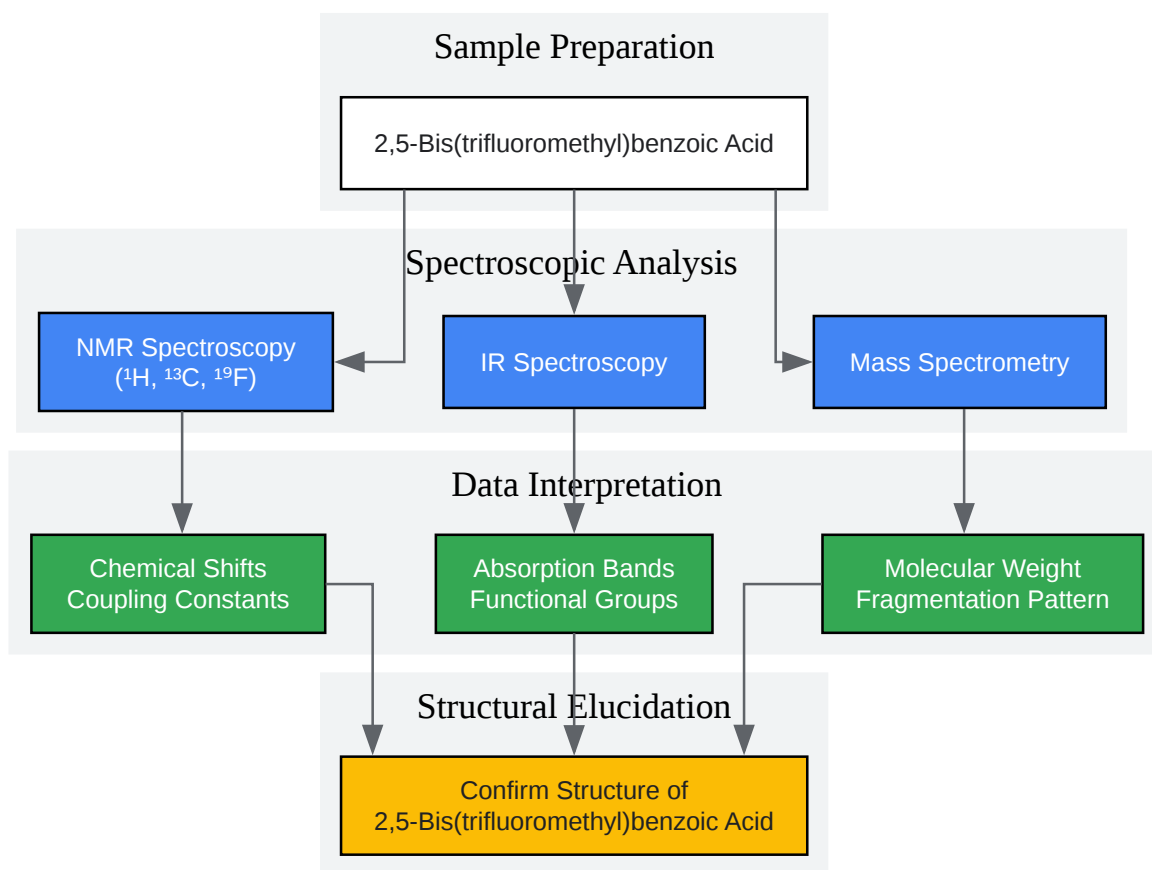 Sample Preparation
2,5-Bis(trifluoromethyl)benzoic Acid
Spectroscopic Analysis
NMR Spectroscopy
(¹H, ¹³C, ¹⁹F)
IR Spectroscopy
Mass Spectrometry
Data Interpretation
Chemical Shifts
Coupling Constants
Absorption Bands
Functional Groups
Molecular Weight
Fragmentation Pattern
Structural Elucidation
Confirm Structure of
2,5-Bis(trifluoromethyl)benzoic Acid